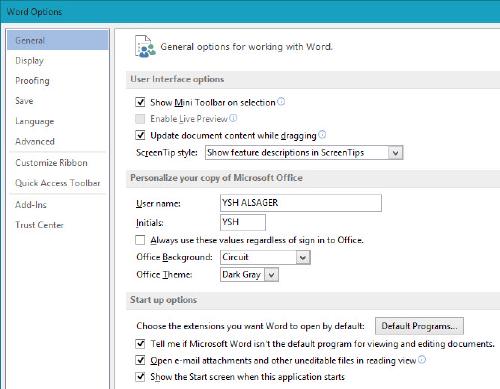 Word Options
General
Display
Proofing
Save
Language
Advanced
Customize Ribbon
Quick Access Toolbar
Add-Ins
Trust Center
General options for working with Word.
User Interface options
Show Mini Toolbar on selection
Enable Live Preview
Update document content while dragging
ScreenTip style: Show feature descriptions in ScreenTips
Personalize your copy of Microsoft Office
User name: YSH ALSAGER
Initials: YSH
Always use these values regardless of sign in to Office.
Office Background: Circuit
Office Theme: Dark Gray
Start up options
Choose the extensions you want Word to open by default: Default Programs...
Tell me if Microsoft Word isn't the default program for viewing and editing documents.
Open e-mail attachments and other uneditable files in reading view
Show the Start screen when this application starts